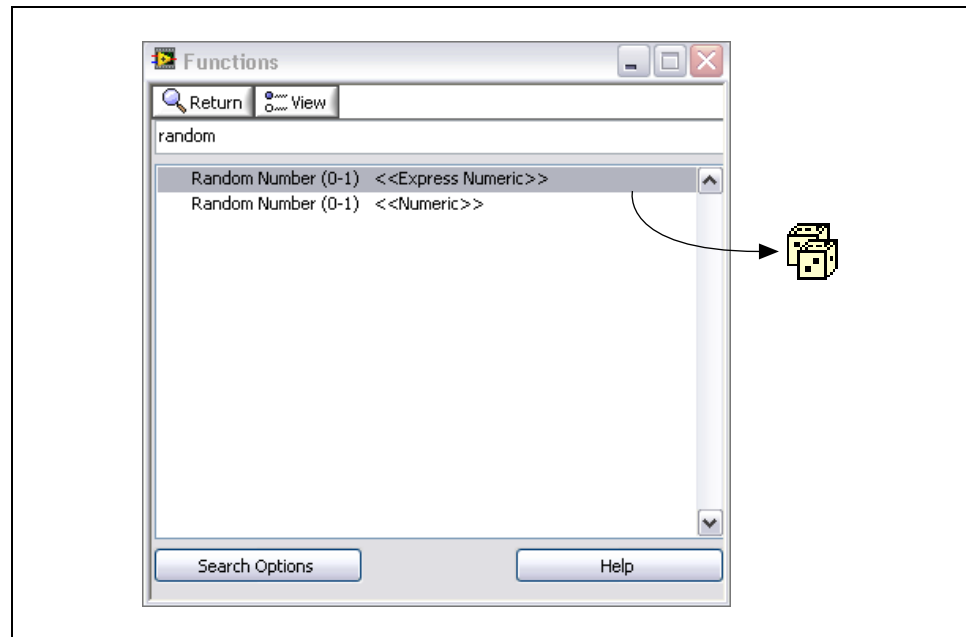 Functions
Return View
random
Random Number (0-1) <<Express Numeric>>
Random Number (0-1) <<Numeric>>
Search Options Help